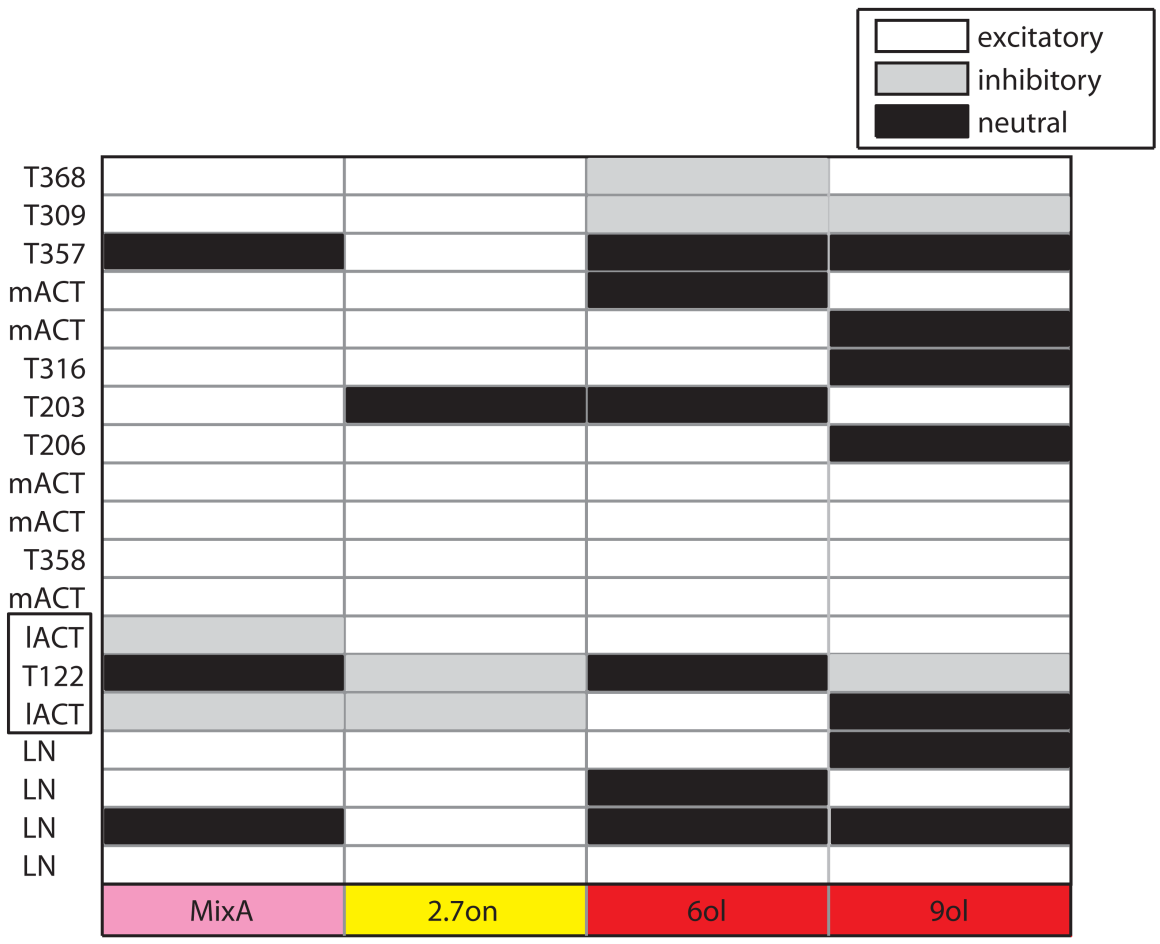 excitatory
inhibitory
neutral
T368
T309
T357
mACT
mACT
T316
T203
T206
mACT
mACT
T358
mACT
lACT
T122
lACT
LN
LN
LN
LN
MixA 2.7on 6ol 9ol